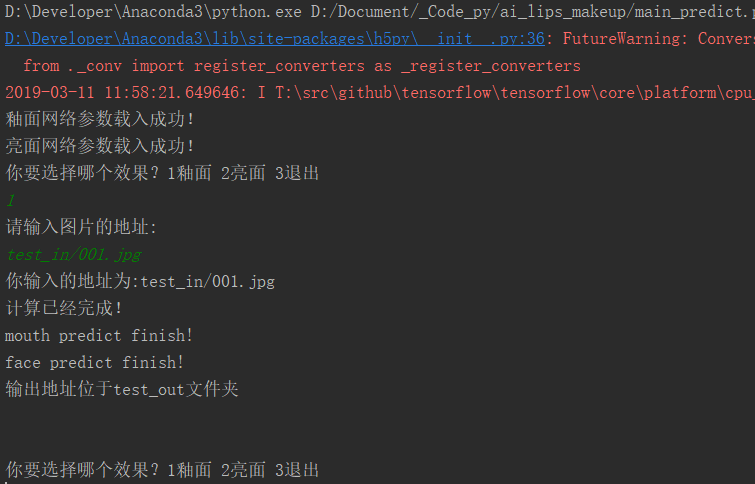 D:\Developer\Anaconda3\python.exe D:/Document/_Code_py/ai_lips_makeup/main_predict.p
D:\Developer\Anaconda3\lib\site-packages\h5py\__init__.py:36: FutureWarning: Convers
from ._conv import register_converters as _register_converters
2019-03-11 11:58:21.649646: I T:\src\github\tensorflow\tensorflow\core\platform\cpu_
釉面网络参数载入成功!
亮面网络参数载入成功!
你要选择哪个效果? 1釉面 2亮面 3退出
1
请输入图片的地址:
test_in/001.jpg
你输入的地址为:test_in/001.jpg
计算已经完成!
mouth predict finish!
face predict finish!
输出地址位于test_out文件夹
你要选择哪个效果? 1釉面 2亮面 3退出